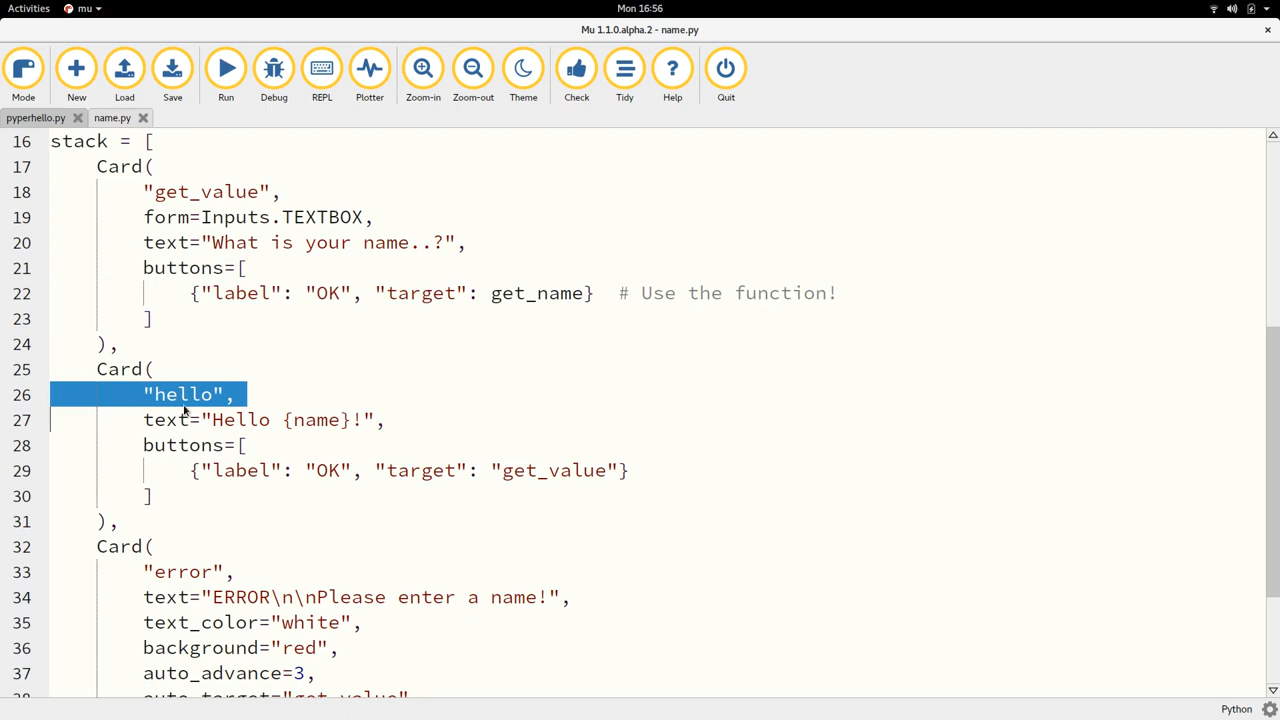 Activities mu Mon 16:56
Mu 1.1.0.alpha.2 - name.py
Mode New Load Save Run Debug REPL Plotter Zoom-in Zoom-out Theme Check Tidy Help Quit
pyperhello.py name.py
16 stack = [
17 Card(
18 "get_value",
19 form=Inputs.TEXTBOX,
20 text="What is your name..?",
21 buttons=[
22 {"label": "OK", "target": get_name} # Use the function!
23 ]
24 ),
25 Card(
26 "hello",
27 text="Hello {name}!",
28 buttons=[
29 {"label": "OK", "target": "get_value"}
30 ]
31 ),
32 Card(
33 "error",
34 text="ERROR\n\nPlease enter a name!",
35 text_color="white",
36 background="red",
37 auto_advance=3,
38 auto_target="get_value"
Python